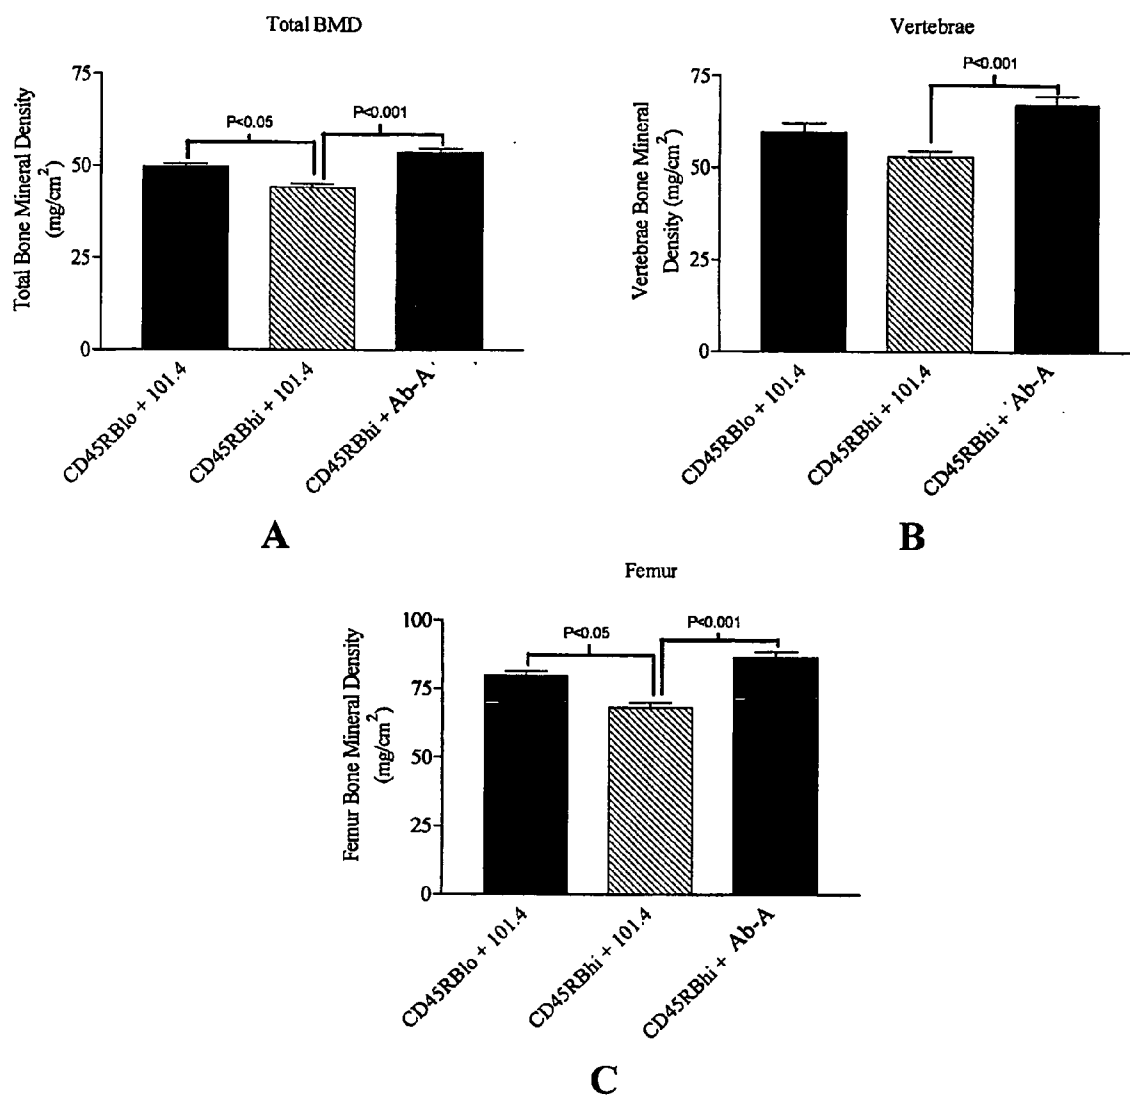 Total BMD
Total Bone Mineral Density
(mg/cm2)
75
50
25
0
P<0.05
P<0.001
CD45RBlo + 101.4
CD45RBhi + 101.4
CD45RBhi + Ab-A
A
Vertebrae
Vertebrae Bone Mineral
Density (mg/cm2)
75
50
25
0
P<0.001
CD45RBlo + 101.4
CD45RBhi + 101.4
CD45RBhi + Ab-A
B
Femur
Femur Bone Mineral Density
(mg/cm2)
100
75
50
25
0
P<0.05
P<0.001
CD45RBlo + 101.4
CD45RBhi + 101.4
CD45RBhi + Ab-A
C